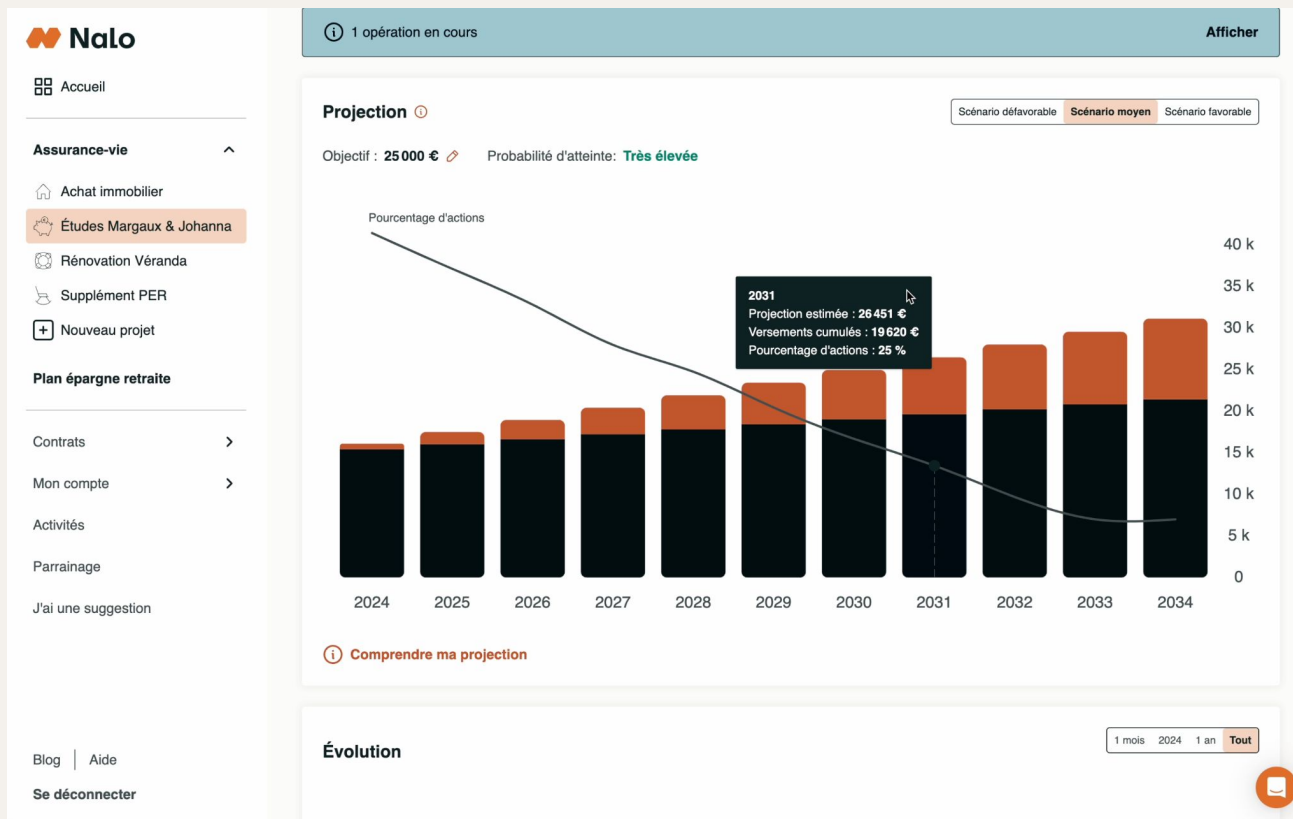 Nalo
Accueil
Assurance-vie
Achat immobilier
Études Margaux & Johanna
Rénovation Véranda
Supplément PER
Nouveau projet
Plan épargne retraite
Contrats
Mon compte
Activités
Parrainage
J'ai une suggestion
Blog | Aide
Se déconnecter
1 opération en cours Afficher
Projection
Scénario défavorable Scénario moyen Scénario favorable
Objectif : 25 000 € Probabilité d'atteinte: Très élevée
Pourcentage d'actions
2031
Projection estimée : 26 451 €
Versements cumulés : 19 620 €
Pourcentage d'actions : 25 %
40 k
35 k
30 k
25 k
20 k
15 k
10 k
5 k
0
2024 2025 2026 2027 2028 2029 2030 2031 2032 2033 2034
Comprendre ma projection
Évolution
1 mois 2024 1 an Tout